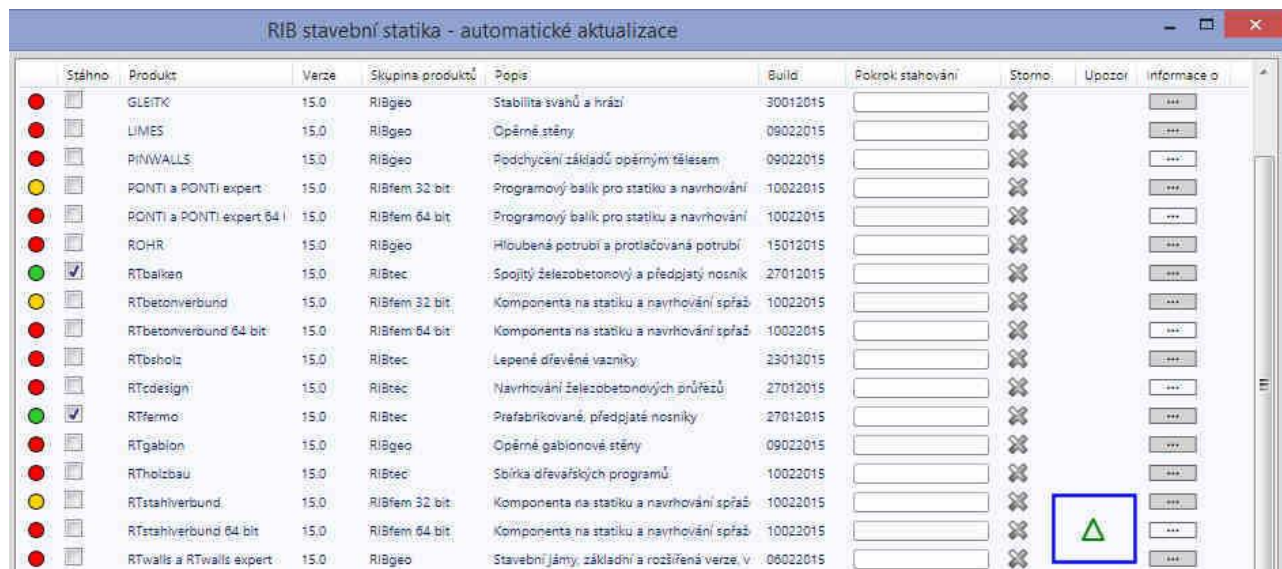 RIB stavební statika - automatické aktualizace
Stáhno Produkt Verze Skupina produktů Popis Build Pokrok stahování Storno Upozor Informace o
GLEITK 15.0 RIBgeo Stabilita svahů a hrází 30012015 ...
LIMES 15.0 RIBgeo Opěrné stěny 09022015 ...
PINWALLS 15.0 RIBgeo Podchycení základů opěrným tělesem 09022015 ...
PONTI a PONTI expert 15.0 RIBfem 32 bit Programový balík pro statiku a navrhování 10022015 ...
PONTI a PONTI expert 64 15.0 RIBfem 64 bit Programový balík pro statiku a navrhování 10022015 ...
ROHR 15.0 RIBgeo Hloubená potrubí a protlačovaná potrubí 15012015 ...
RTbalken 15.0 RIBtec Spojitý železobetonový a předpjatý nosník 27012015 ...
RTbetonverbund 15.0 RIBfem 32 bit Komponenta na statiku a navrhování spřaž 10022015 ...
RTbetonverbund 64 bit 15.0 RIBfem 64 bit Komponenta na statiku a navrhování spřaž 10022015 ...
RTbsholz 15.0 RIBtec Lepené dřevěné vazníky 23012015 ...
RTcdesign 15.0 RIBtec Navrhování železobetonových průřezů 27012015 ...
RTfermo 15.0 RIBtec Prefabrikované, předpjaté nosníky 27012015 ...
RTgabion 15.0 RIBgeo Opěrné gabionové stěny 09022015 ...
RTholzbau 15.0 RIBtec Sbírka dřevařských programů 10022015 ...
RTstahlverbund 15.0 RIBfem 32 bit Komponenta na statiku a navrhování spřaž 10022015 ...
RTstahlverbund 64 bit 15.0 RIBfem 64 bit Komponenta na statiku a navrhování spřaž 10022015 ...
RTwalls a RTwalls expert 15.0 RIBgeo Stavební jámy, základní a rozšířená verze, v 06022015 ...